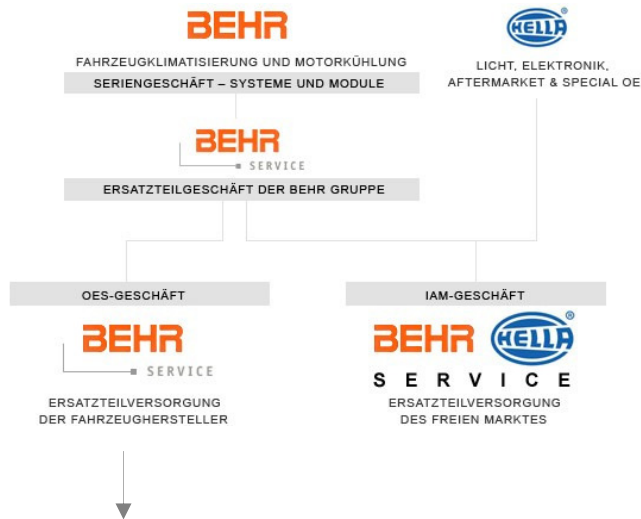 BEHR
HELLA
FAHRZEUGKLIMATISIERUNG UND MOTORKÜHLUNG
SERIENGESCHÄFT – SYSTEME UND MODULE
LICHT, ELEKTRONIK,
AFTERMARKET & SPECIAL OE
BEHR
SERVICE
ERSATZTEILGESCHÄFT DER BEHR GRUPPE
OES-GESCHÄFT
BEHR
SERVICE
ERSATZTEILVERSORGUNG
DER FAHRZEUGHERSTELLER
IAM-GESCHÄFT
BEHR HELLA
SERVICE
ERSATZTEILVERSORGUNG
DES FREIEN MARKTES